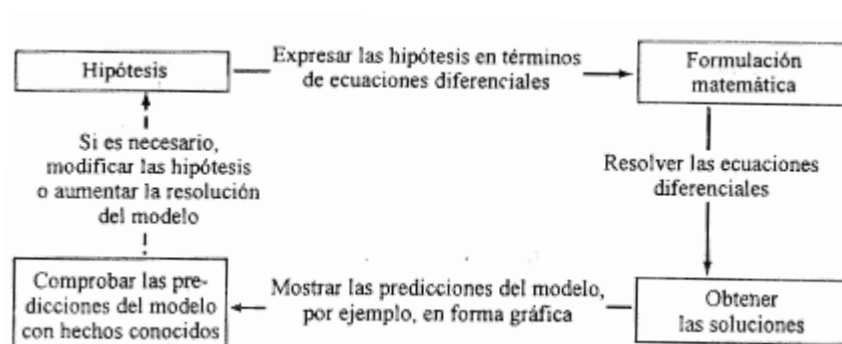 Hipótesis
Expresar las hipótesis en términos
de ecuaciones diferenciales
Formulación
matemática
Resolver las ecuaciones
diferenciales
Obtener
las soluciones
Mostrar las predicciones del modelo,
por ejemplo, en forma gráfica
Comprobar las pre-
dicciones del modelo
con hechos conocidos
Si es necesario,
modificar las hipótesis
o aumentar la resolución
del modelo